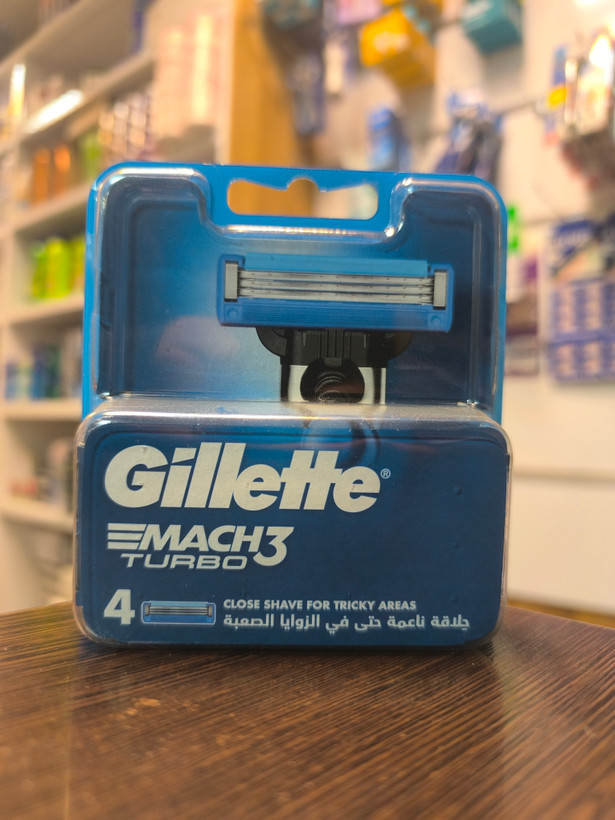 Gillette®
MACH3
TURBO
4
CLOSE SHAVE FOR TRICKY AREAS
حلاقة ناعمة حتى في الزوايا الصعبة